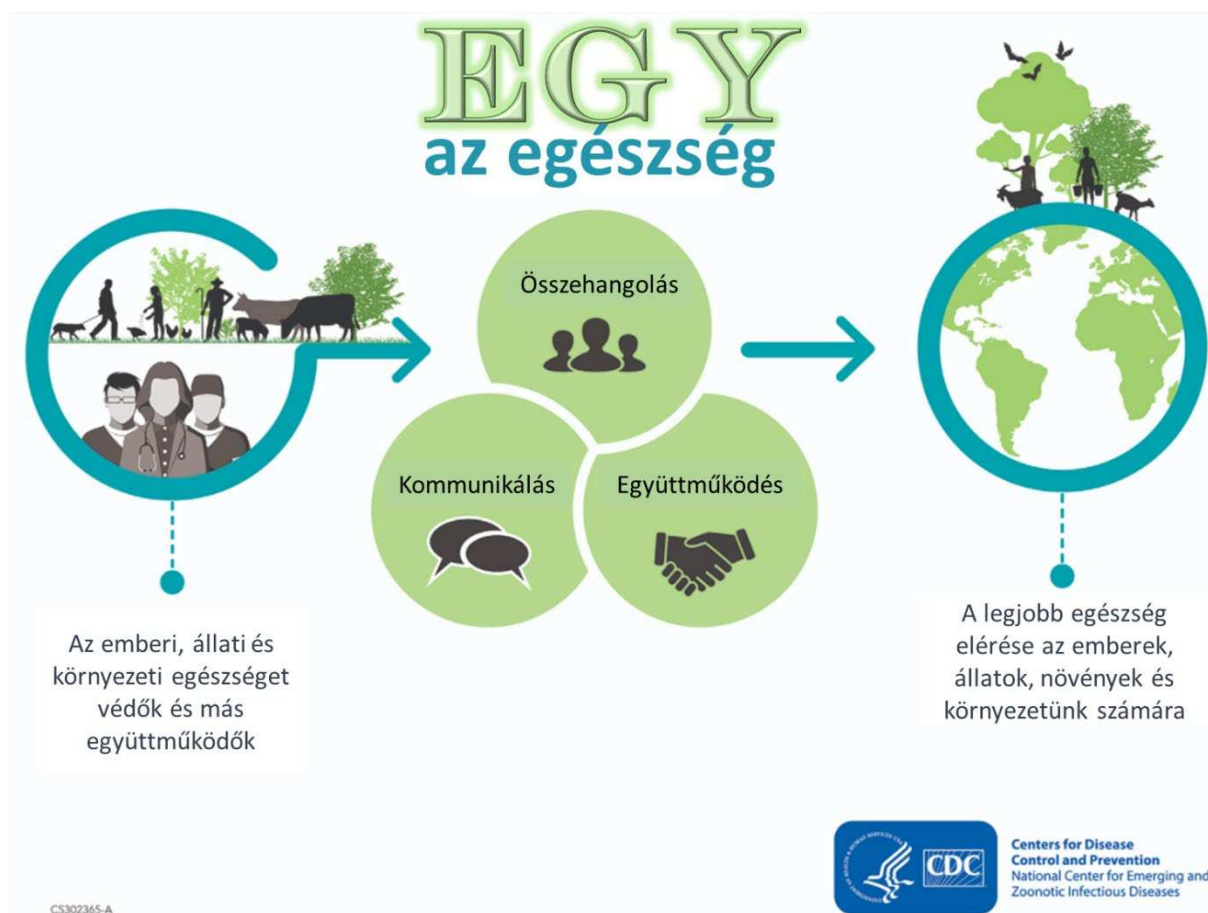 EGY
az egészség
Összehangolás
Kommunikálás
Együttműködés
Az emberi, állati és
környezeti egészséget
védők és más
együttműködők
A legjobb egészség
elérése az emberek,
állatok, növények és
környezetünk számára
CDC
Centers for Disease
Control and Prevention
National Center for Emerging and
Zoonotic Infectious Diseases
CS302365-A